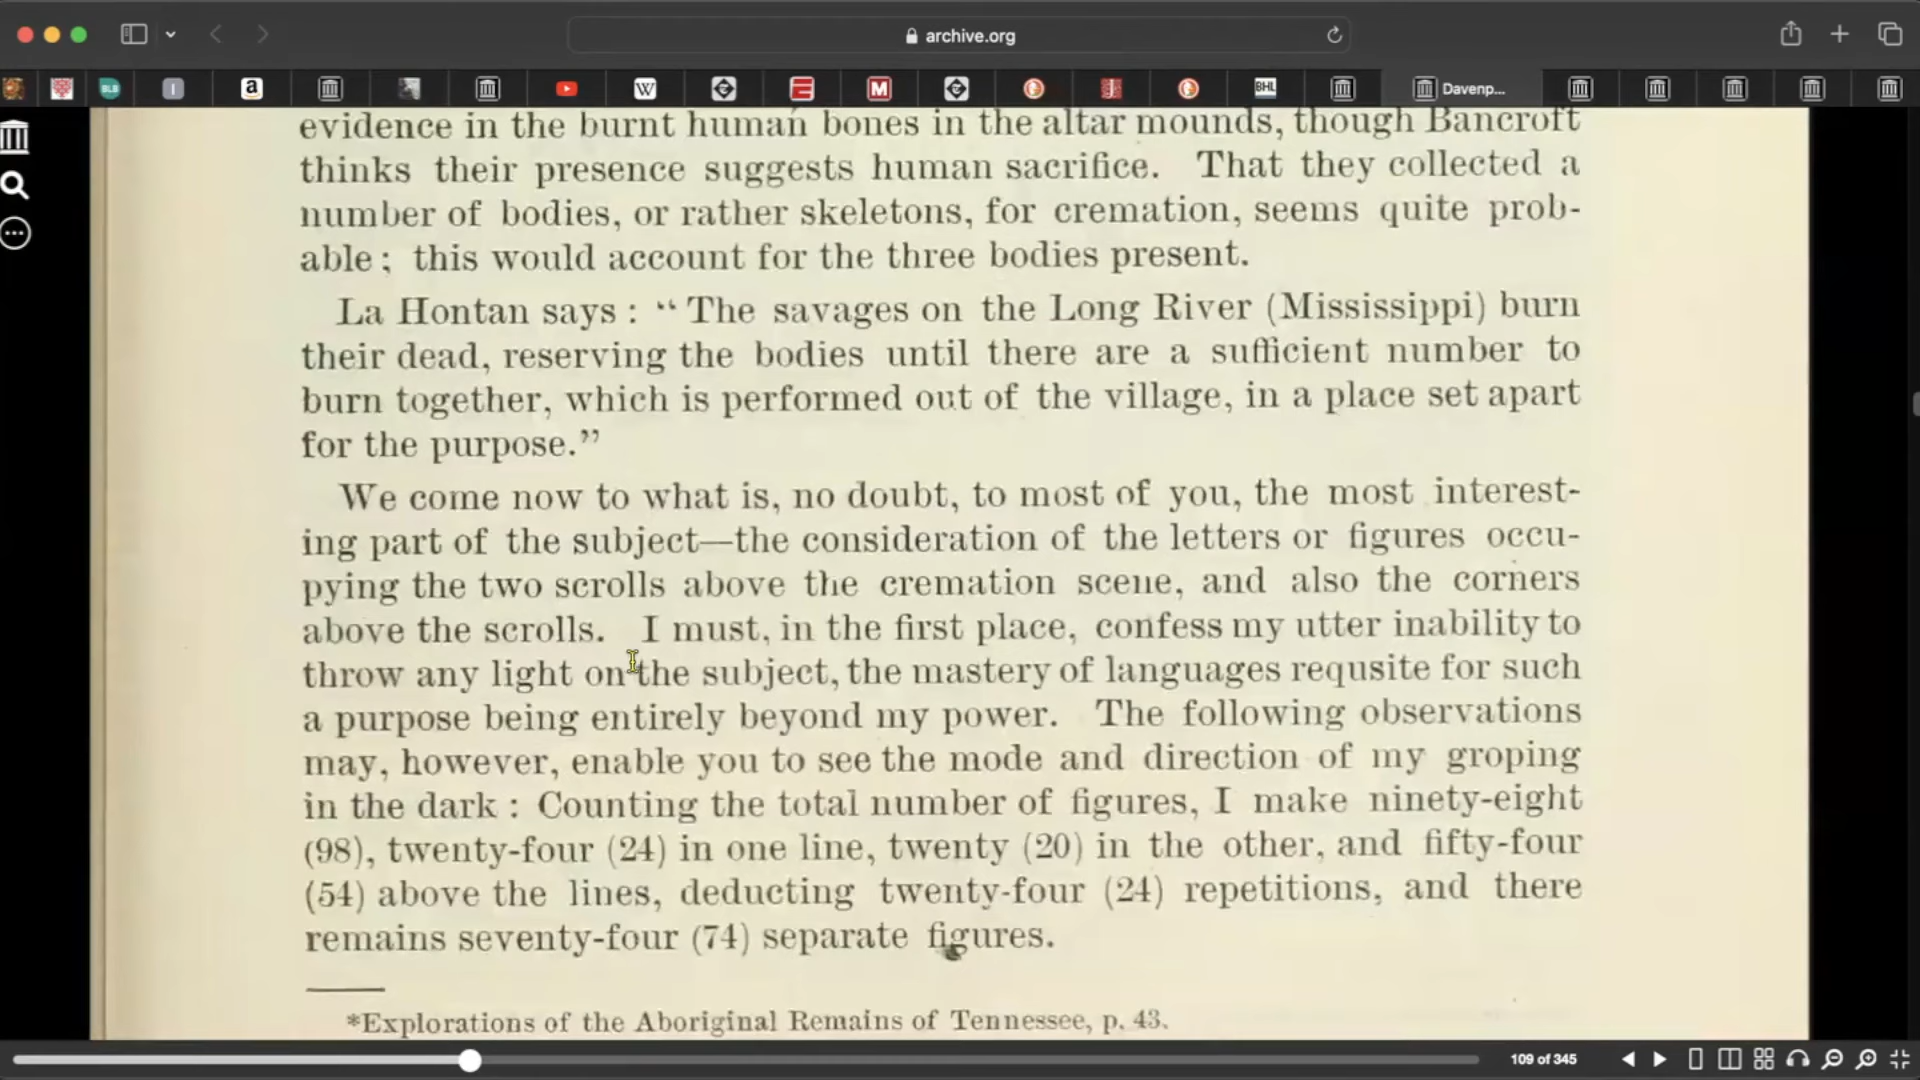 archive.org
BLB
W
M
BHL
Davenp...
evidence in the burnt human bones in the altar mounds, though Bancroft
thinks their presence suggests human sacrifice. That they collected a
number of bodies, or rather skeletons, for cremation, seems quite prob-
able; this would account for the three bodies present.
La Hontan says: “The savages on the Long River (Mississippi) burn
their dead, reserving the bodies until there are a sufficient number to
burn together, which is performed out of the village, in a place set apart
for the purpose.”
We come now to what is, no doubt, to most of you, the most interest-
ing part of the subject—the consideration of the letters or figures occu-
pying the two scrolls above the cremation scene, and also the corners
above the scrolls. I must, in the first place, confess my utter inability to
throw any light on the subject, the mastery of languages requsite for such
a purpose being entirely beyond my power. The following observations
may, however, enable you to see the mode and direction of my groping
in the dark: Counting the total number of figures, I make ninety-eight
(98), twenty-four (24) in one line, twenty (20) in the other, and fifty-four
(54) above the lines, deducting twenty-four (24) repetitions, and there
remains seventy-four (74) separate figures.
*Explorations of the Aboriginal Remains of Tennessee, p. 43.
109 of 345